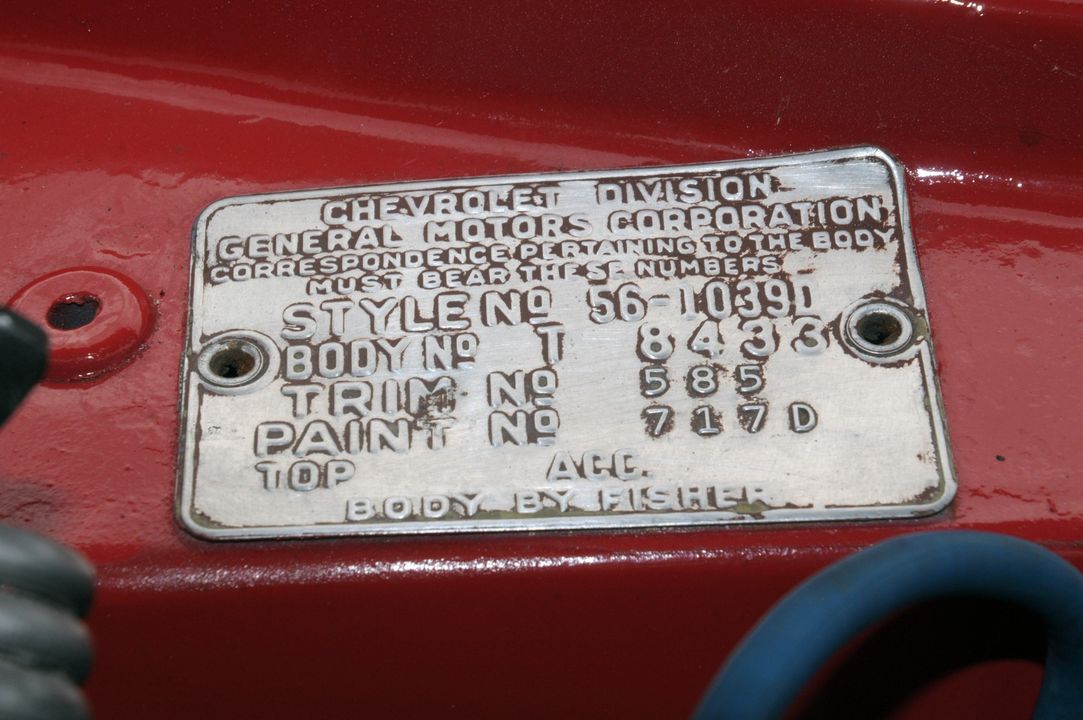 CHEVROLET DIVISION
GENERAL MOTORS CORPORATION
CORRESPONDENCE PERTAINING TO THE BODY
MUST BEAR THESE NUMBERS
STYLE Nº 56-1039D
BODY Nº T 8433
TRIM Nº 585
PAINT Nº 717D
TOP ACC.
BODY BY FISHER